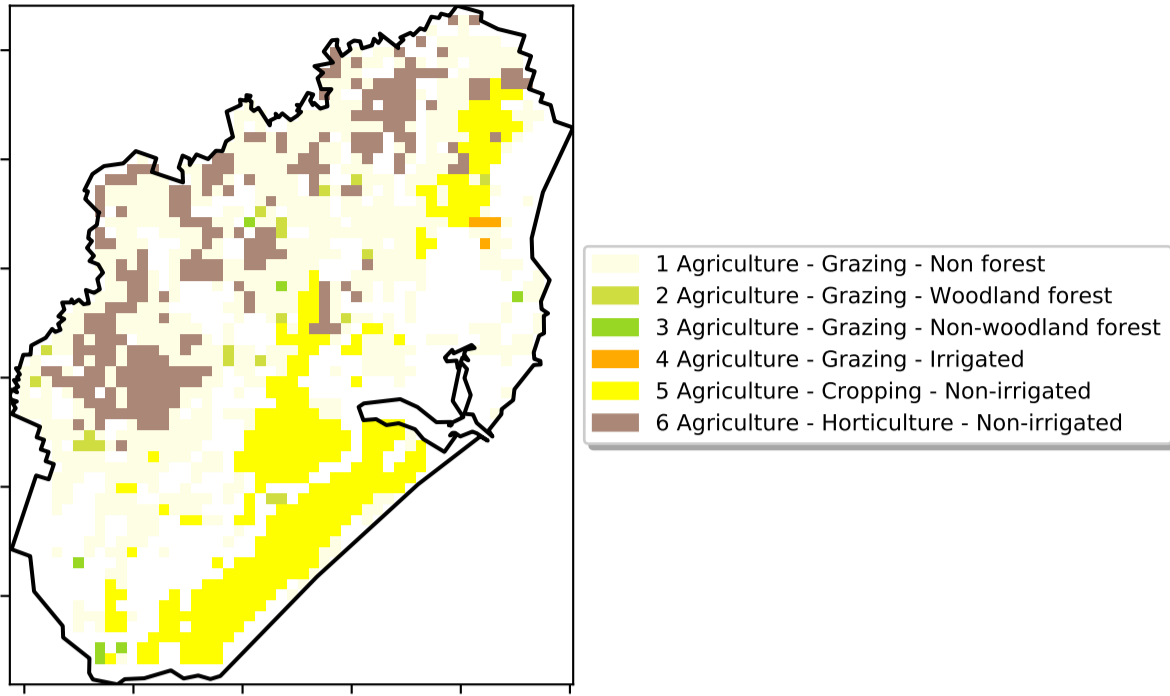 1 Agriculture - Grazing - Non forest
2 Agriculture - Grazing - Woodland forest
3 Agriculture - Grazing - Non-woodland forest
4 Agriculture - Grazing - Irrigated
5 Agriculture - Cropping - Non-irrigated
6 Agriculture - Horticulture - Non-irrigated